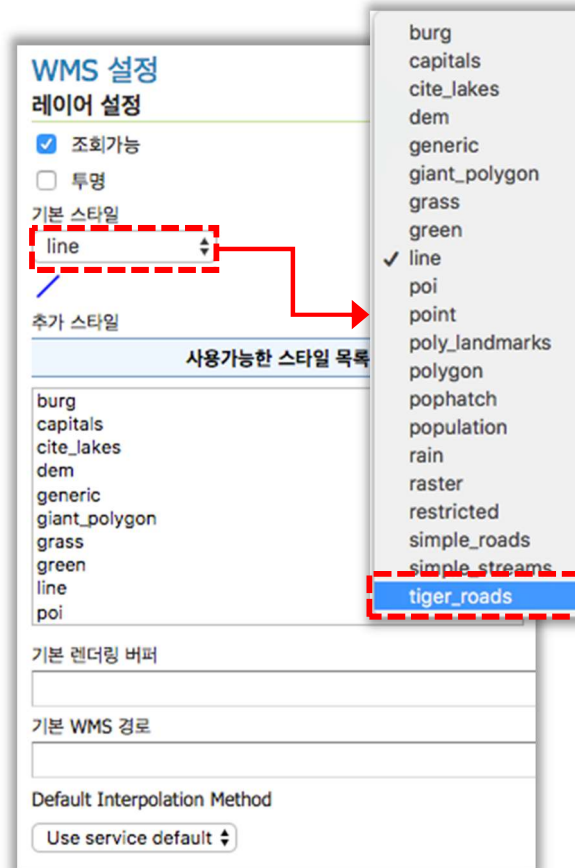 WMS 설정
레이어 설정
조회가능
투명
기본 스타일
line
추가 스타일
사용가능한 스타일 목록
burg
capitals
cite_lakes
dem
generic
giant_polygon
grass
green
line
poi
기본 렌더링 버퍼
기본 WMS 경로
Default Interpolation Method
Use service default
burg
capitals
cite_lakes
dem
generic
giant_polygon
grass
green
✓ line
poi
point
poly_landmarks
polygon
pophatch
population
rain
raster
restricted
simple_roads
simple_streams
tiger_roads